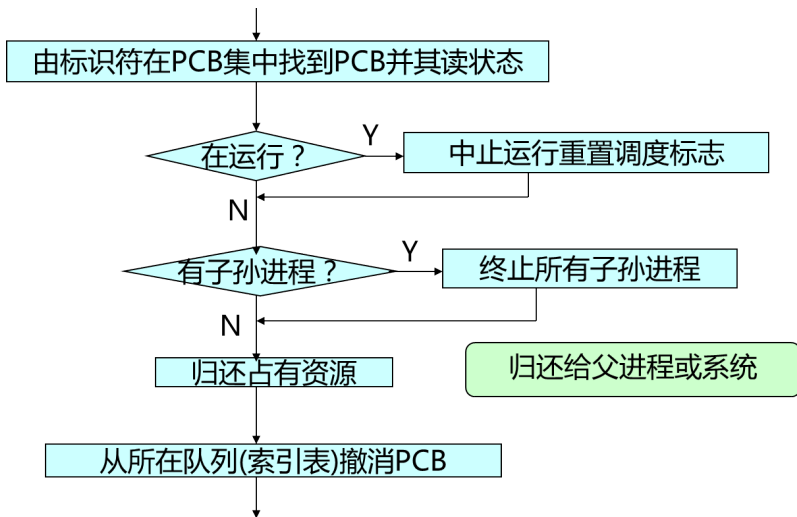 由标识符在PCB集中找到PCB并其读状态
在运行？
Y
中止运行重置调度标志
N
有子孙进程？
Y
终止所有子孙进程
N
归还占有资源
归还给父进程或系统
从所在队列(索引表)撤消PCB